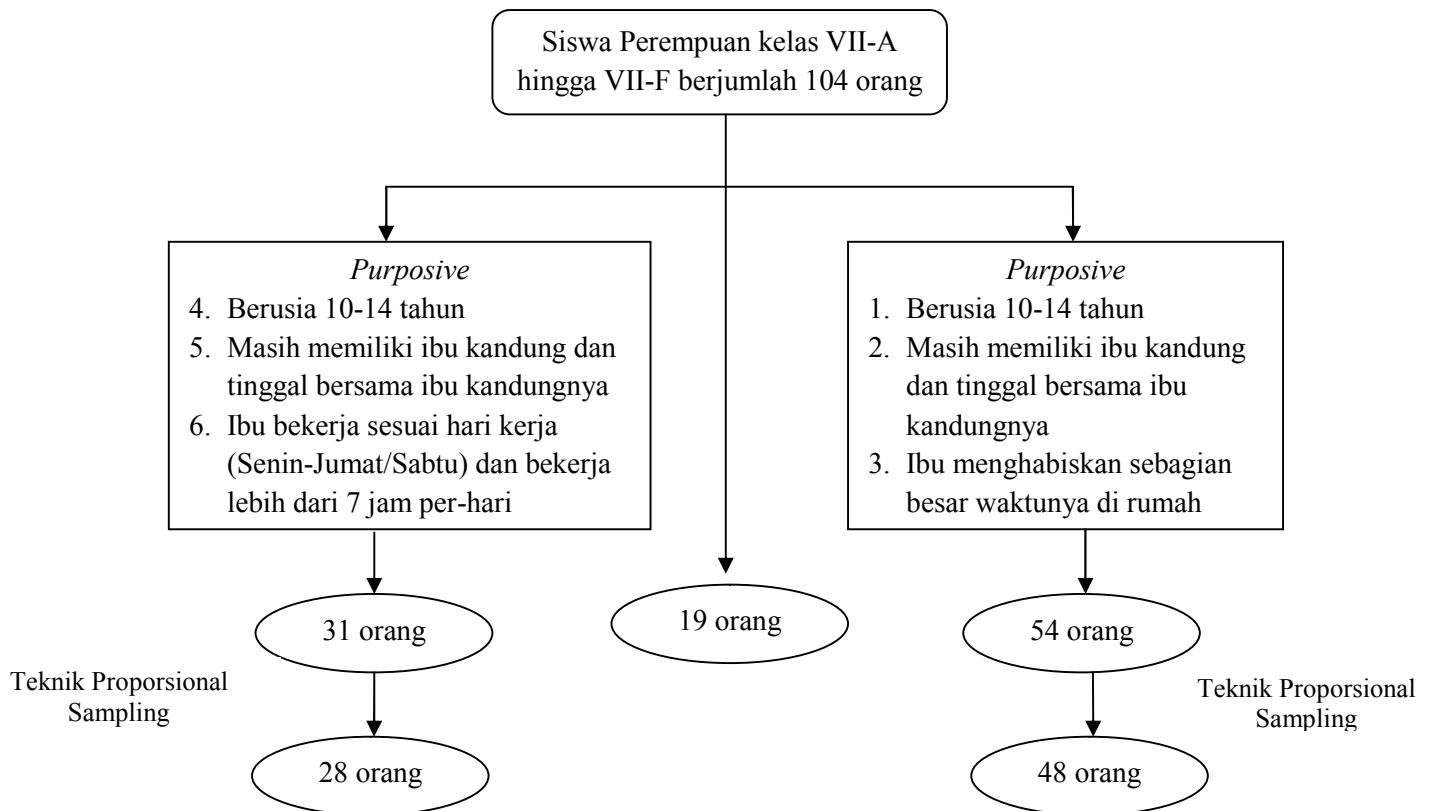 Siswa Perempuan kelas VII-A
hingga VII-F berjumlah 104 orang
Purposive
4. Berusia 10-14 tahun
5. Masih memiliki ibu kandung dan
tinggal bersama ibu kandungnya
6. Ibu bekerja sesuai hari kerja
(Senin-Jumat/Sabtu) dan bekerja
lebih dari 7 jam per-hari
Purposive
1. Berusia 10-14 tahun
2. Masih memiliki ibu kandung
dan tinggal bersama ibu
kandungnya
3. Ibu menghabiskan sebagian
besar waktunya di rumah
31 orang
19 orang
54 orang
Teknik Proporsional
Sampling
Teknik Proporsional
Sampling
28 orang
48 orang